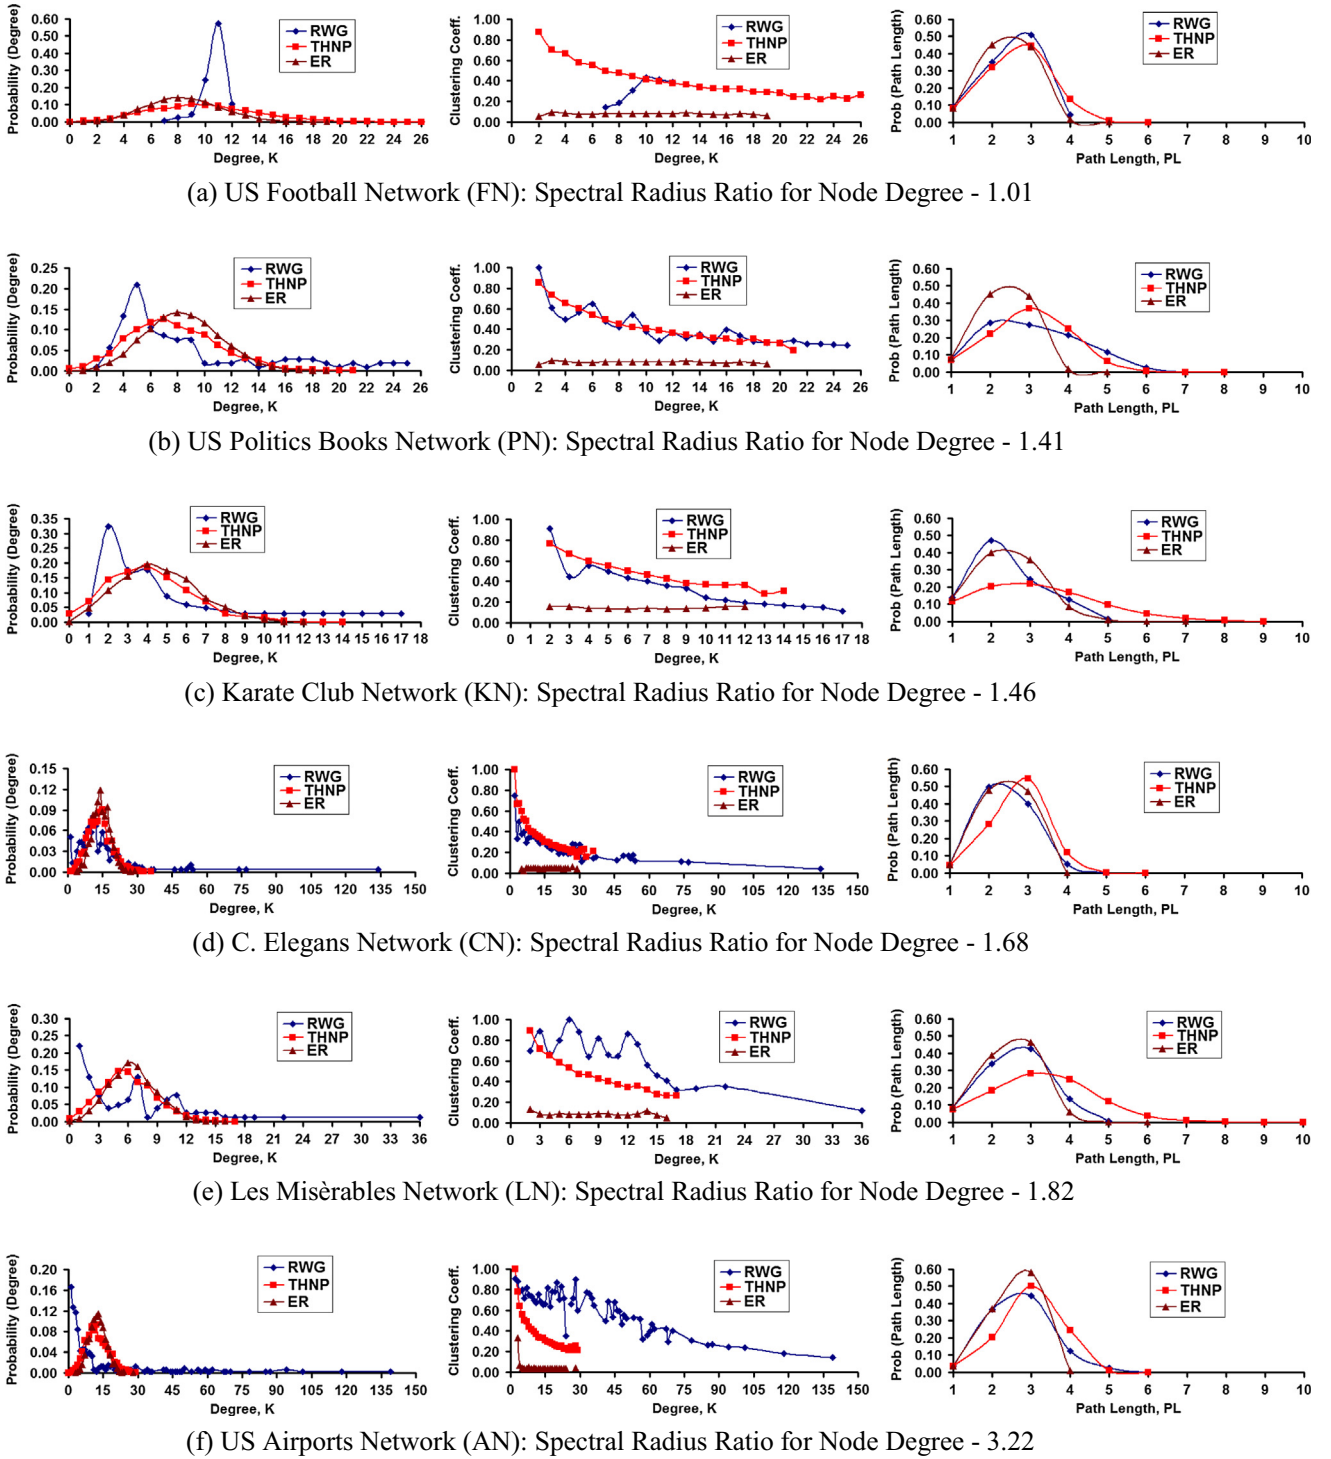 Probability (Degree)
0.60
0.50
0.40
0.30
0.20
0.10
0.00
0 2 4 6 8 10 12 14 16 18 20 22 24 26
Degree, K
RWG
THNP
ER
Clustering Coeff.
1.00
0.80
0.60
0.40
0.20
0.00
0 2 4 6 8 10 12 14 16 18 20 22 24 26
Degree, K
RWG
THNP
ER
Prob (Path Length)
0.60
0.50
0.40
0.30
0.20
0.10
0.00
1 2 3 4 5 6 7 8 9 10
Path Length, PL
RWG
THNP
ER
(a) US Football Network (FN): Spectral Radius Ratio for Node Degree - 1.01
Probability (Degree)
0.25
0.20
0.15
0.10
0.05
0.00
0 2 4 6 8 10 12 14 16 18 20 22 24 26
Degree, K
RWG
THNP
ER
Clustering Coeff.
1.00
0.80
0.60
0.40
0.20
0.00
0 2 4 6 8 10 12 14 16 18 20 22 24 26
Degree, K
RWG
THNP
ER
Prob (Path Length)
0.60
0.50
0.40
0.30
0.20
0.10
0.00
1 2 3 4 5 6 7 8 9 10
Path Length, PL
RWG
THNP
ER
(b) US Politics Books Network (PN): Spectral Radius Ratio for Node Degree - 1.41
Probability (Degree)
0.35
0.30
0.25
0.20
0.15
0.10
0.05
0.00
0 1 2 3 4 5 6 7 8 9 10 11 12 13 14 15 16 17 18
Degree, K
RWG
THNP
ER
Clustering Coeff.
1.00
0.80
0.60
0.40
0.20
0.00
0 1 2 3 4 5 6 7 8 9 10 11 12 13 14 15 16 17 18
Degree, K
RWG
THNP
ER
Prob (Path Length)
0.60
0.50
0.40
0.30
0.20
0.10
0.00
1 2 3 4 5 6 7 8 9 10
Path Length, PL
RWG
THNP
ER
(c) Karate Club Network (KN): Spectral Radius Ratio for Node Degree - 1.46
Probability (Degree)
0.15
0.12
0.09
0.06
0.03
0.00
0 15 30 45 60 75 90 105 120 135 150
Degree, K
RWG
THNP
ER
Clustering Coeff.
1.00
0.80
0.60
0.40
0.20
0.00
0 15 30 45 60 75 90 105 120 135 150
Degree, K
RWG
THNP
ER
Prob (Path Length)
0.60
0.50
0.40
0.30
0.20
0.10
0.00
1 2 3 4 5 6 7 8 9 10
Path Length, PL
RWG
THNP
ER
(d) C. Elegans Network (CN): Spectral Radius Ratio for Node Degree - 1.68
Probability (Degree)
0.30
0.25
0.20
0.15
0.10
0.05
0.00
0 3 6 9 12 15 18 21 24 27 30 33 36
Degree, K
RWG
THNP
ER
Clustering Coeff.
1.00
0.80
0.60
0.40
0.20
0.00
0 3 6 9 12 15 18 21 24 27 30 33 36
Degree, K
RWG
THNP
ER
Prob (Path Length)
0.60
0.50
0.40
0.30
0.20
0.10
0.00
1 2 3 4 5 6 7 8 9 10
Path Length, PL
RWG
THNP
ER
(e) Les Misèrables Network (LN): Spectral Radius Ratio for Node Degree - 1.82
Probability (Degree)
0.20
0.16
0.12
0.08
0.04
0.00
0 15 30 45 60 75 90 105 120 135 150
Degree, K
RWG
THNP
ER
Clustering Coeff.
1.00
0.80
0.60
0.40
0.20
0.00
0 15 30 45 60 75 90 105 120 135 150
Degree, K
RWG
THNP
ER
Prob (Path Length)
0.60
0.50
0.40
0.30
0.20
0.10
0.00
1 2 3 4 5 6 7 8 9 10
Path Length, PL
RWG
THNP
ER
(f) US Airports Network (AN): Spectral Radius Ratio for Node Degree - 3.22